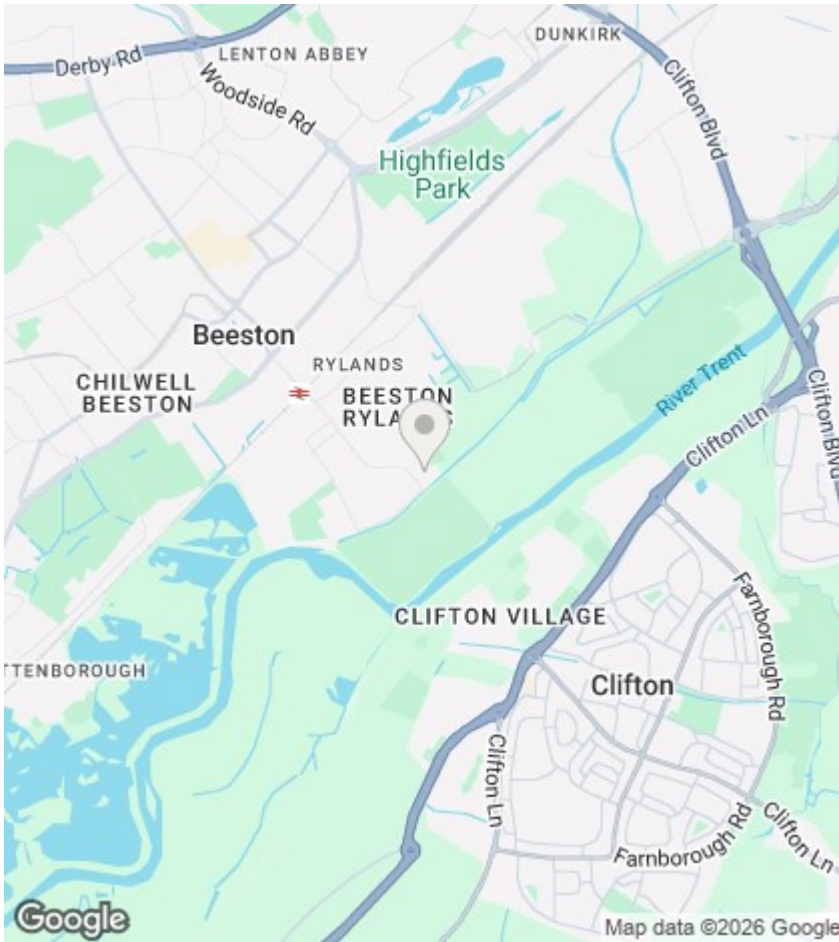 DUNKIRK
LENTON ABBEY
Derby Rd
Woodside Rd
Clifton Blvd
Highfields
Park
Beeston
RYLANDS
CHILWELL
BEESTON
BEESTON
RYLANDS
River Trent
Clifton Ln
Clifton Blvd
CLIFTON VILLAGE
Farnborough Rd
TTENBOROUGH
Clifton
Clifton Ln
Farnborough Rd
Clifton Ln
Google
Map data ©2026 Google